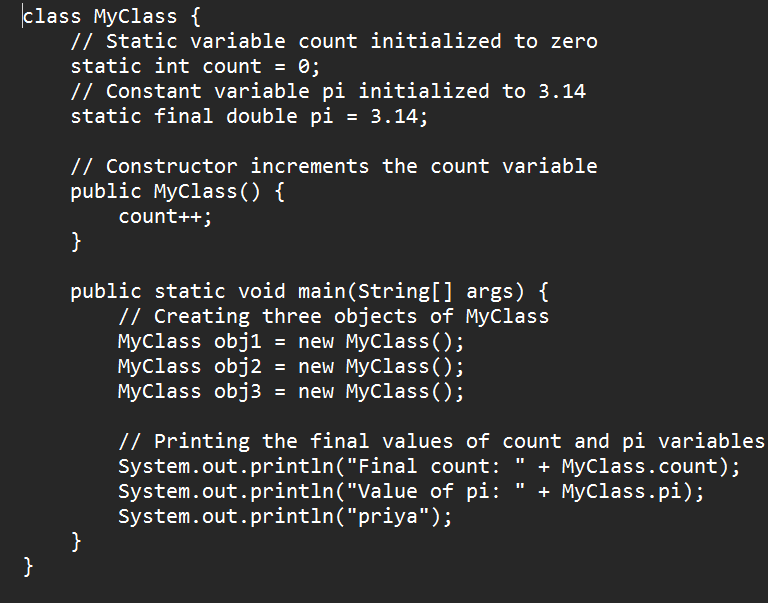 class MyClass {
    // Static variable count initialized to zero
    static int count = 0;
    // Constant variable pi initialized to 3.14
    static final double pi = 3.14;

    // Constructor increments the count variable
    public MyClass() {
        count++;
    }

    public static void main(String[] args) {
        // Creating three objects of MyClass
        MyClass obj1 = new MyClass();
        MyClass obj2 = new MyClass();
        MyClass obj3 = new MyClass();

        // Printing the final values of count and pi variables
        System.out.println("Final count: " + MyClass.count);
        System.out.println("Value of pi: " + MyClass.pi);
        System.out.println("priya");
    }
}